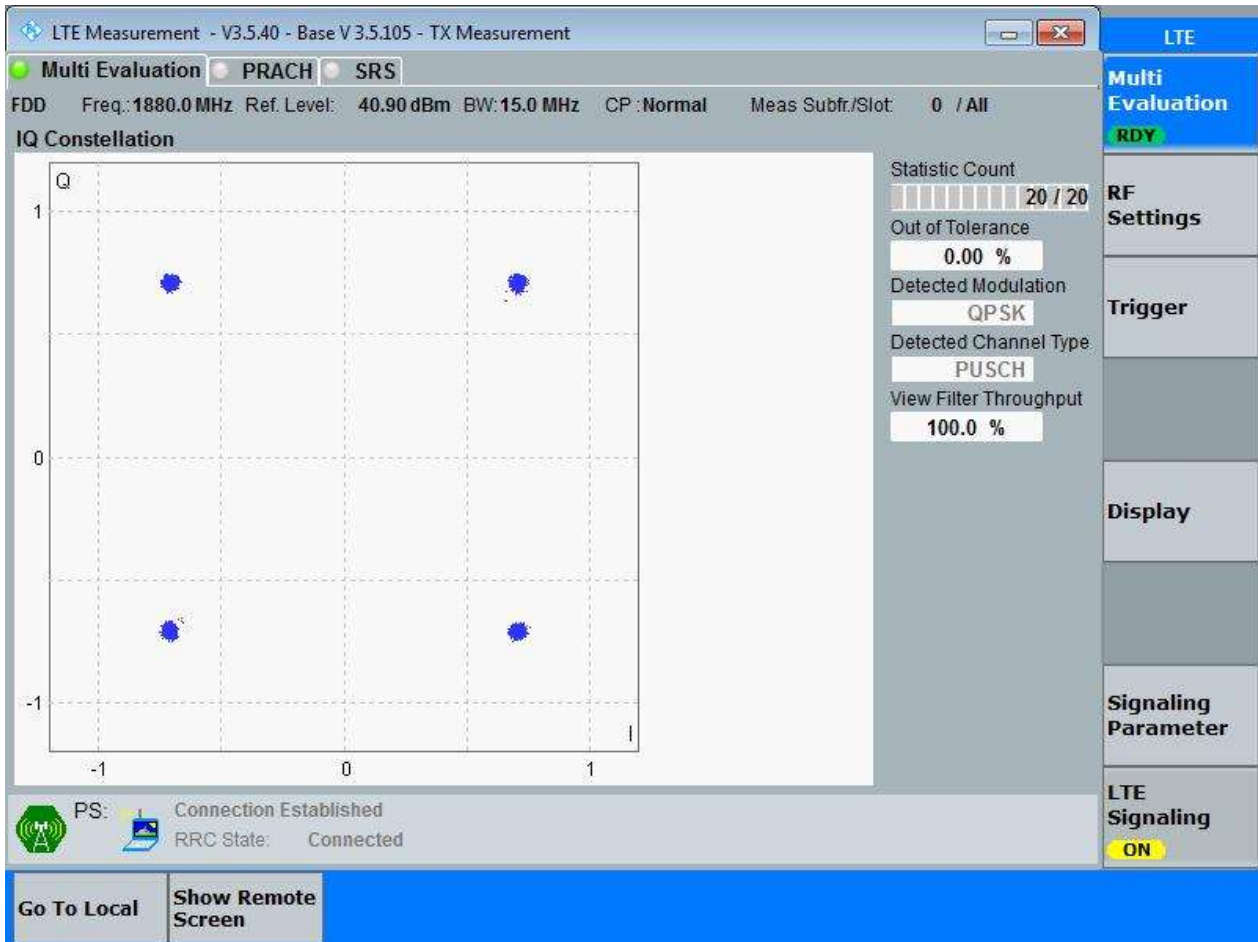 LTE Measurement - V3.5.40 - Base V 3.5.105 - TX Measurement
LTE
Multi Evaluation PRACH SRS
Multi
Evaluation
RDY
FDD Freq.: 1880.0 MHz Ref. Level: 40.90 dBm BW: 15.0 MHz CP : Normal Meas Subfr./Slot: 0 / All
IQ Constellation
Q
1
0
-1
-1 0 1
I
Statistic Count
20 / 20
Out of Tolerance
0.00 %
Detected Modulation
QPSK
Detected Channel Type
PUSCH
View Filter Throughput
100.0 %
RF
Settings
Trigger
Display
Signaling
Parameter
LTE
Signaling
ON
PS: Connection Established
RRC State: Connected
Go To Local
Show Remote
Screen